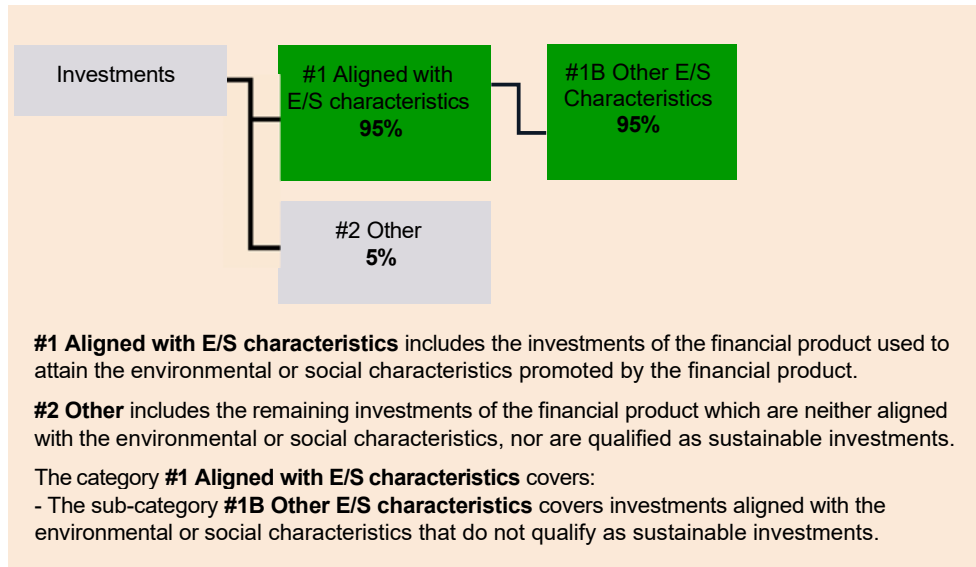 Investments
#1 Aligned with
E/S characteristics
95%
#1B Other E/S
Characteristics
95%
#2 Other
5%
#1 Aligned with E/S characteristics includes the investments of the financial product used to
attain the environmental or social characteristics promoted by the financial product.
#2 Other includes the remaining investments of the financial product which are neither aligned
with the environmental or social characteristics, nor are qualified as sustainable investments.
The category #1 Aligned with E/S characteristics covers:
- The sub-category #1B Other E/S characteristics covers investments aligned with the
environmental or social characteristics that do not qualify as sustainable investments.